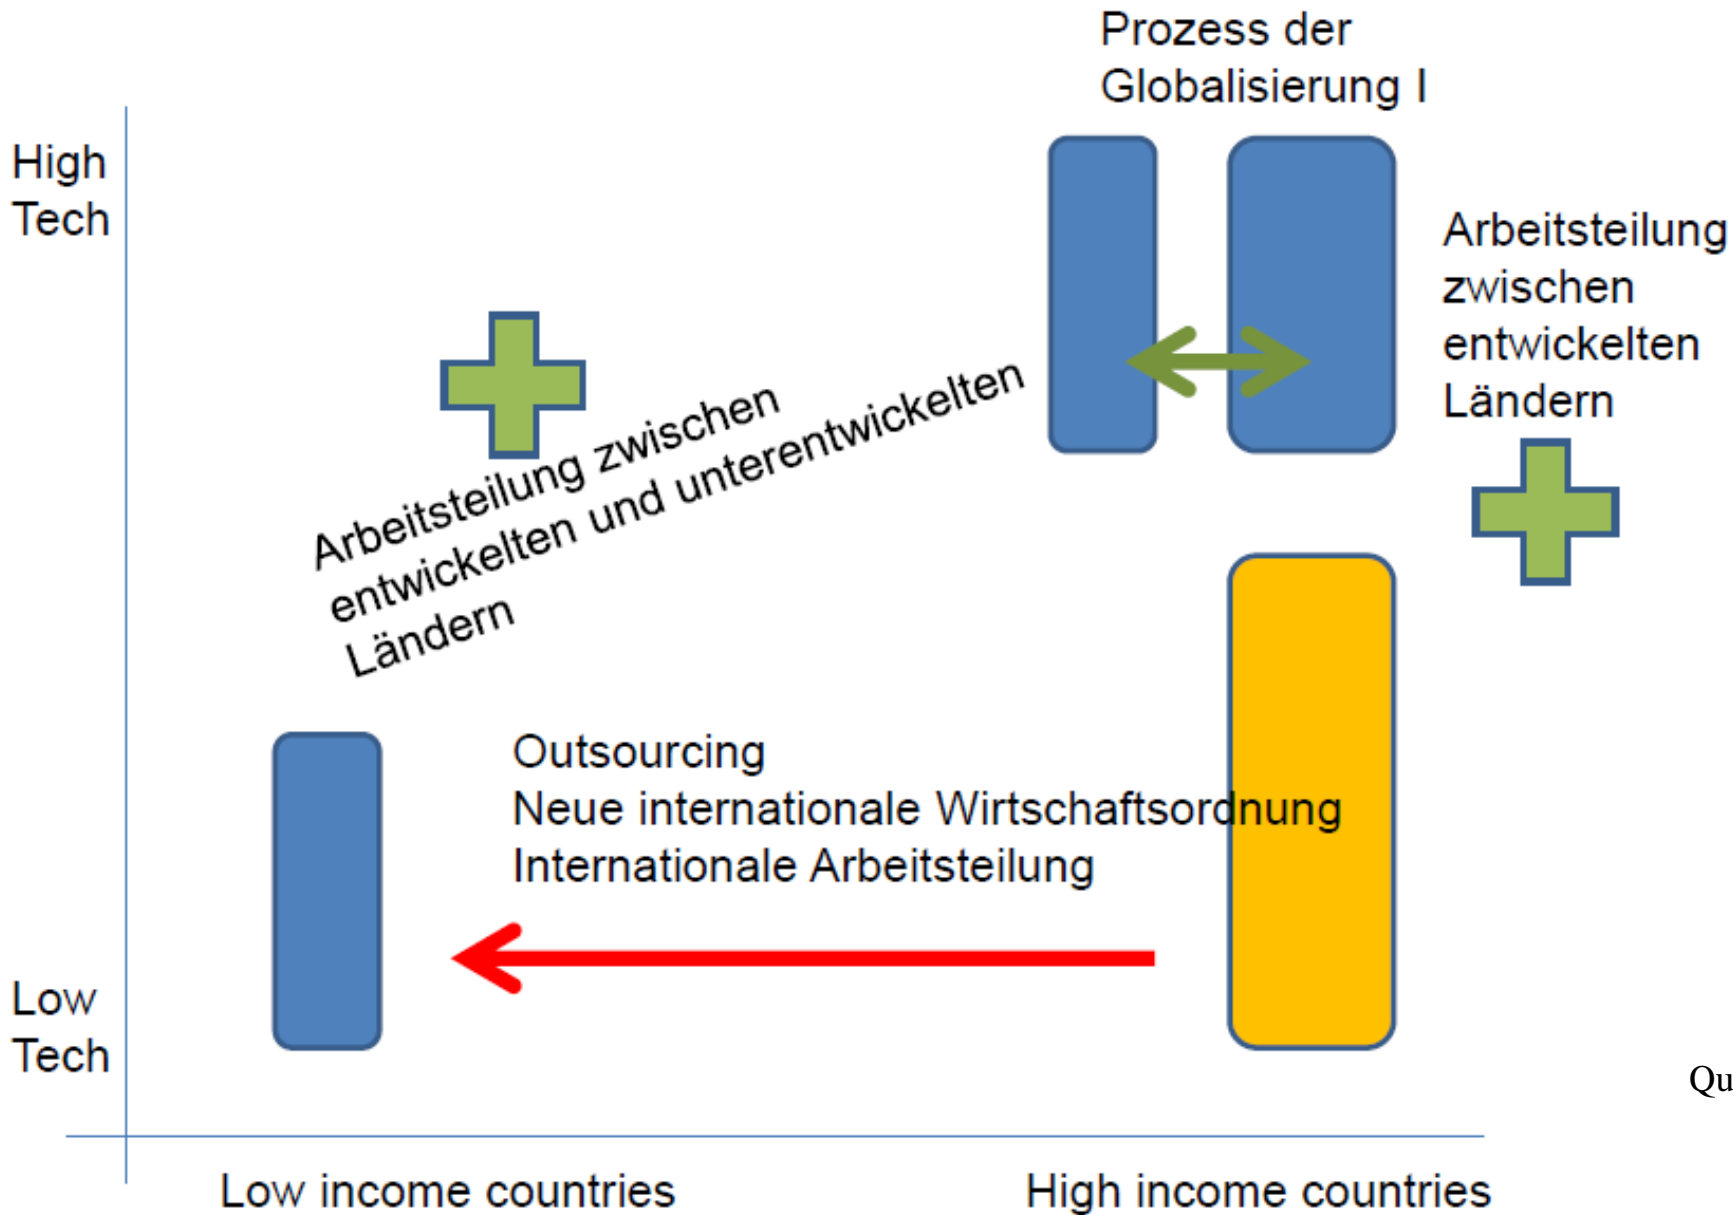 Prozess der
Globalisierung I
High
Tech
Arbeitsteilung
zwischen
entwickelten
Ländern
Arbeitsteilung zwischen
entwickelten und unterentwickelten
Ländern
Outsourcing
Neue internationale Wirtschaftsordnung
Internationale Arbeitsteilung
Low
Tech
Qu
Low income countries
High income countries